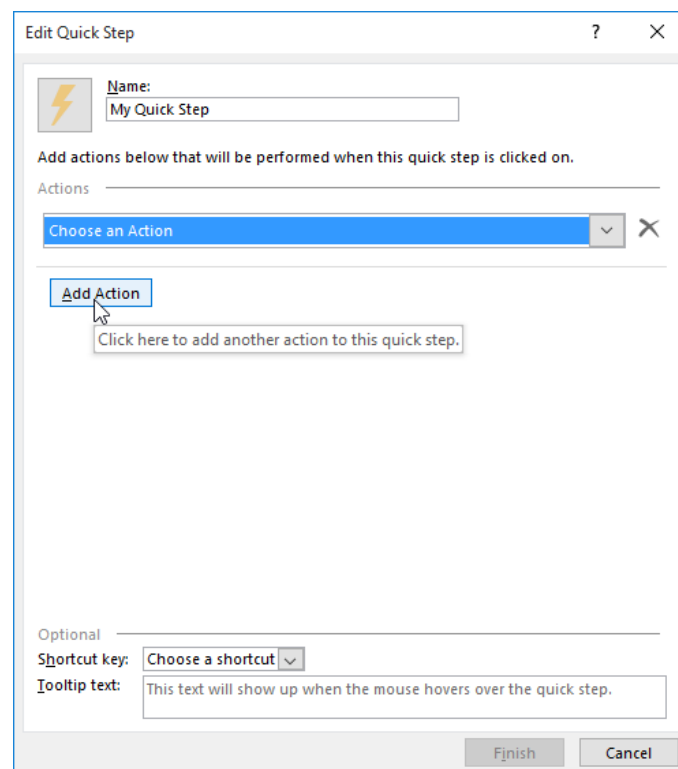 Edit Quick Step ?
Name:
My Quick Step
Add actions below that will be performed when this quick step is clicked on.
Actions
Choose an Action
Add Action
Click here to add another action to this quick step.
Optional
Shortcut key: Choose a shortcut
Tooltip text: This text will show up when the mouse hovers over the quick step.
Finish Cancel